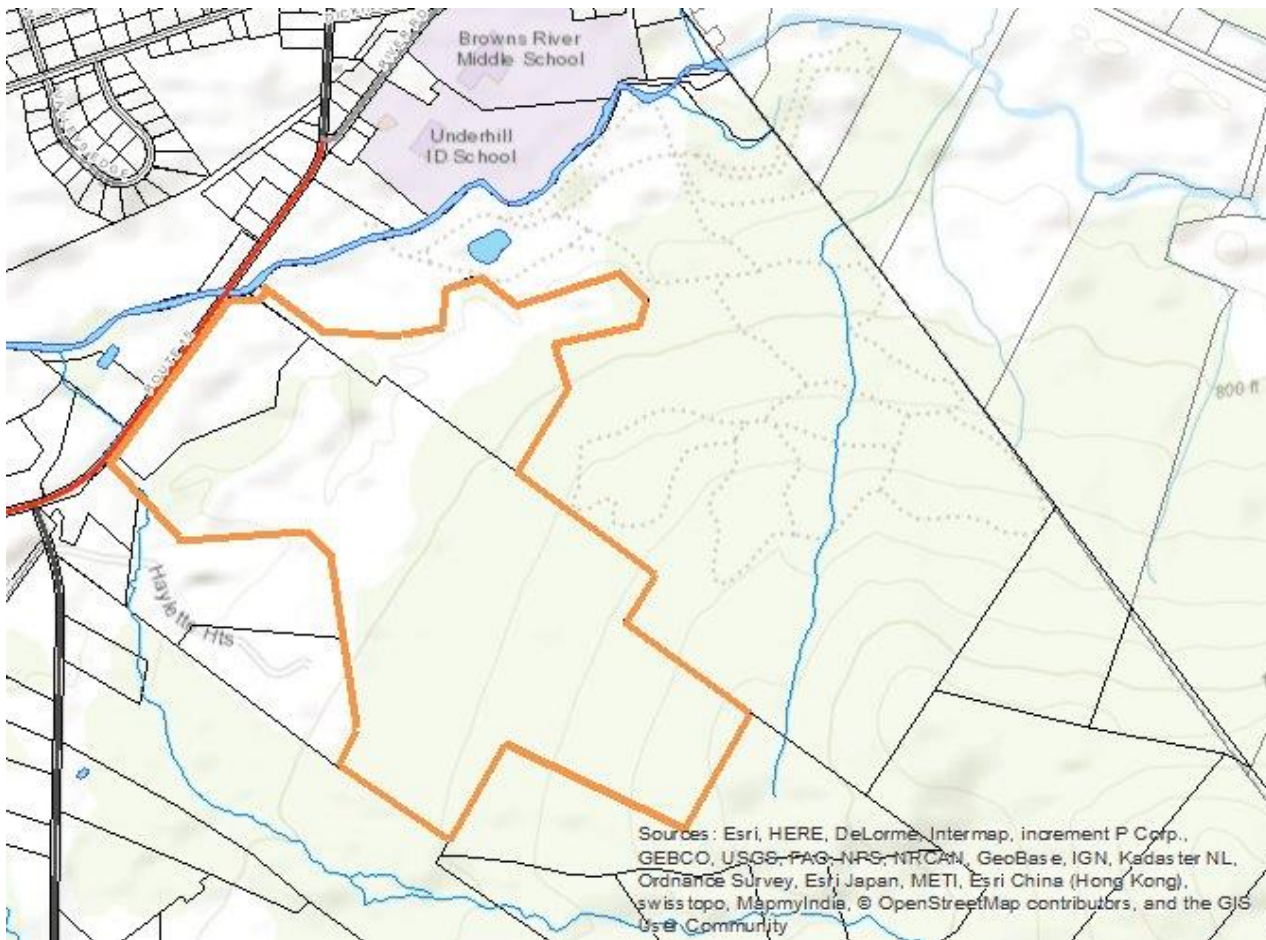 Browns River
Middle School
Underhill
ID School
800 ft
Haylette Hts
Sources: Esri, HERE, DeLorme, Intermap, increment P Corp.,
GEBCO, USGS, FAO, NPS, NRCAN, GeoBase, IGN, Kadaster NL,
Ordnance Survey, Esri Japan, METI, Esri China (Hong Kong),
swisstopo, MapmyIndia, © OpenStreetMap contributors, and the GIS
User Community